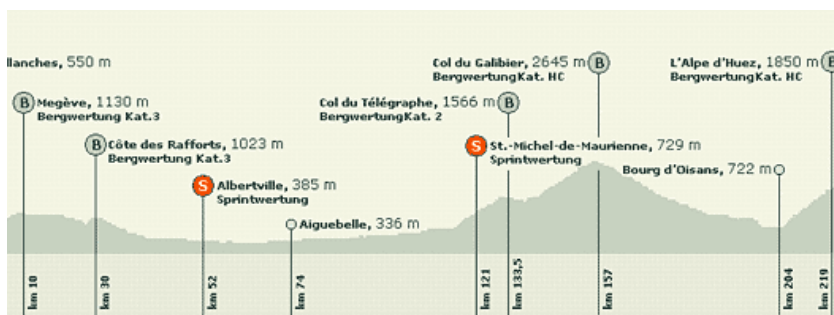 llanches, 550 m
B Megève, 1130 m
Bergwertung Kat.3
B Côte des Rafforts, 1023 m
Bergwertung Kat.3
S Albertville, 385 m
Sprintwertung
Aiguebelle, 336 m
Col du Télégraphe, 1566 m B
BergwertungKat. 2
Col du Galibier, 2645 m B
BergwertungKat. HC
S St.-Michel-de-Maurienne, 729 m
Sprintwertung
Bourg d'Oisans, 722 m
L'Alpe d'Huez, 1850 m B
BergwertungKat. HC
km 10
km 30
km 52
km 74
km 121
km 133,5
km 157
km 204
km 219